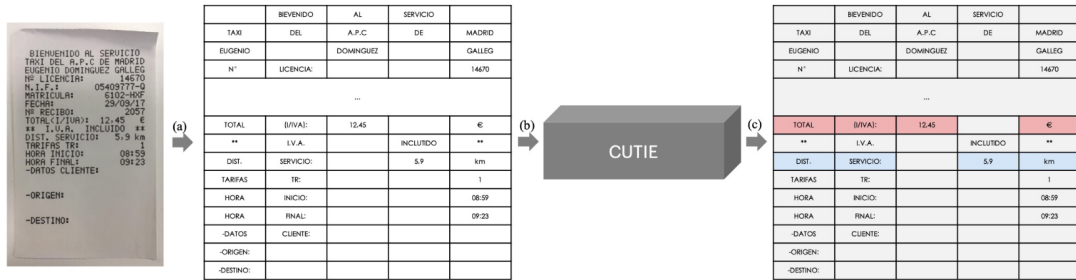 BIENVENIDO AL SERVICIO
TAXI DEL A.P.C DE MADRID
EUGENIO DOMINGUEZ GALLEG
Nº LICENCIA: 14670
N.I.F.: 05409777-Q
MATRICULA: 6102-HXF
FECHA: 29/09/17
Nº RECIBO: 2057
TOTAL(I/IVA): 12.45 €
** I.V.A. INCLUIDO **
DIST. SERVICIO: 5.9 km
TARIFAS TR: 1
HORA INICIO: 08:59
HORA FINAL: 09:23
-DATOS CLIENTE:
-ORIGEN:
-DESTINO:
(a)
BIEVENIDO AL SERVICIO
TAXI DEL A.P.C DE MADRID
EUGENIO DOMINGUEZ GALLEG
N° LICENCIA: 14670
...
TOTAL (I/IVA): 12.45 €
** I.V.A. INCLUTIDO **
DIST. SERVICIO: 5.9 km
TARIFAS TR: 1
HORA INICIO: 08:59
HORA FINAL: 09:23
-DATOS CLIENTE:
-ORIGEN:
-DESTINO:
(b)
CUTIE
(c)
BIEVENIDO AL SERVICIO
TAXI DEL A.P.C DE MADRID
EUGENIO DOMINGUEZ GALLEG
N° LICENCIA: 14670
...
TOTAL (I/IVA): 12.45 €
** I.V.A. INCLUTIDO **
DIST. SERVICIO: 5.9 km
TARIFAS TR: 1
HORA INICIO: 08:59
HORA FINAL: 09:23
-DATOS CLIENTE:
-ORIGEN:
-DESTINO: